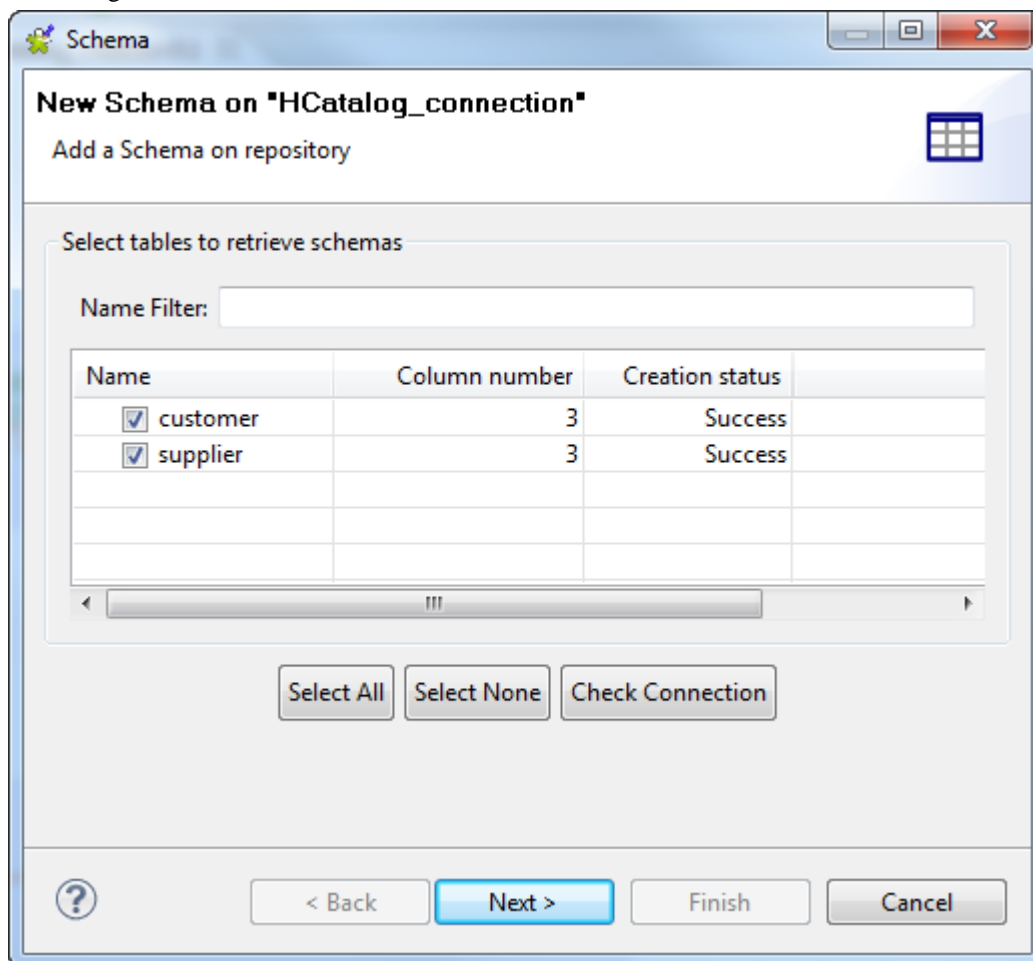 Schema
New Schema on "HCatalog_connection"
Add a Schema on repository
Select tables to retrieve schemas
Name Filter:
Name Column number Creation status
customer 3 Success
supplier 3 Success
Select All Select None Check Connection
< Back Next > Finish Cancel